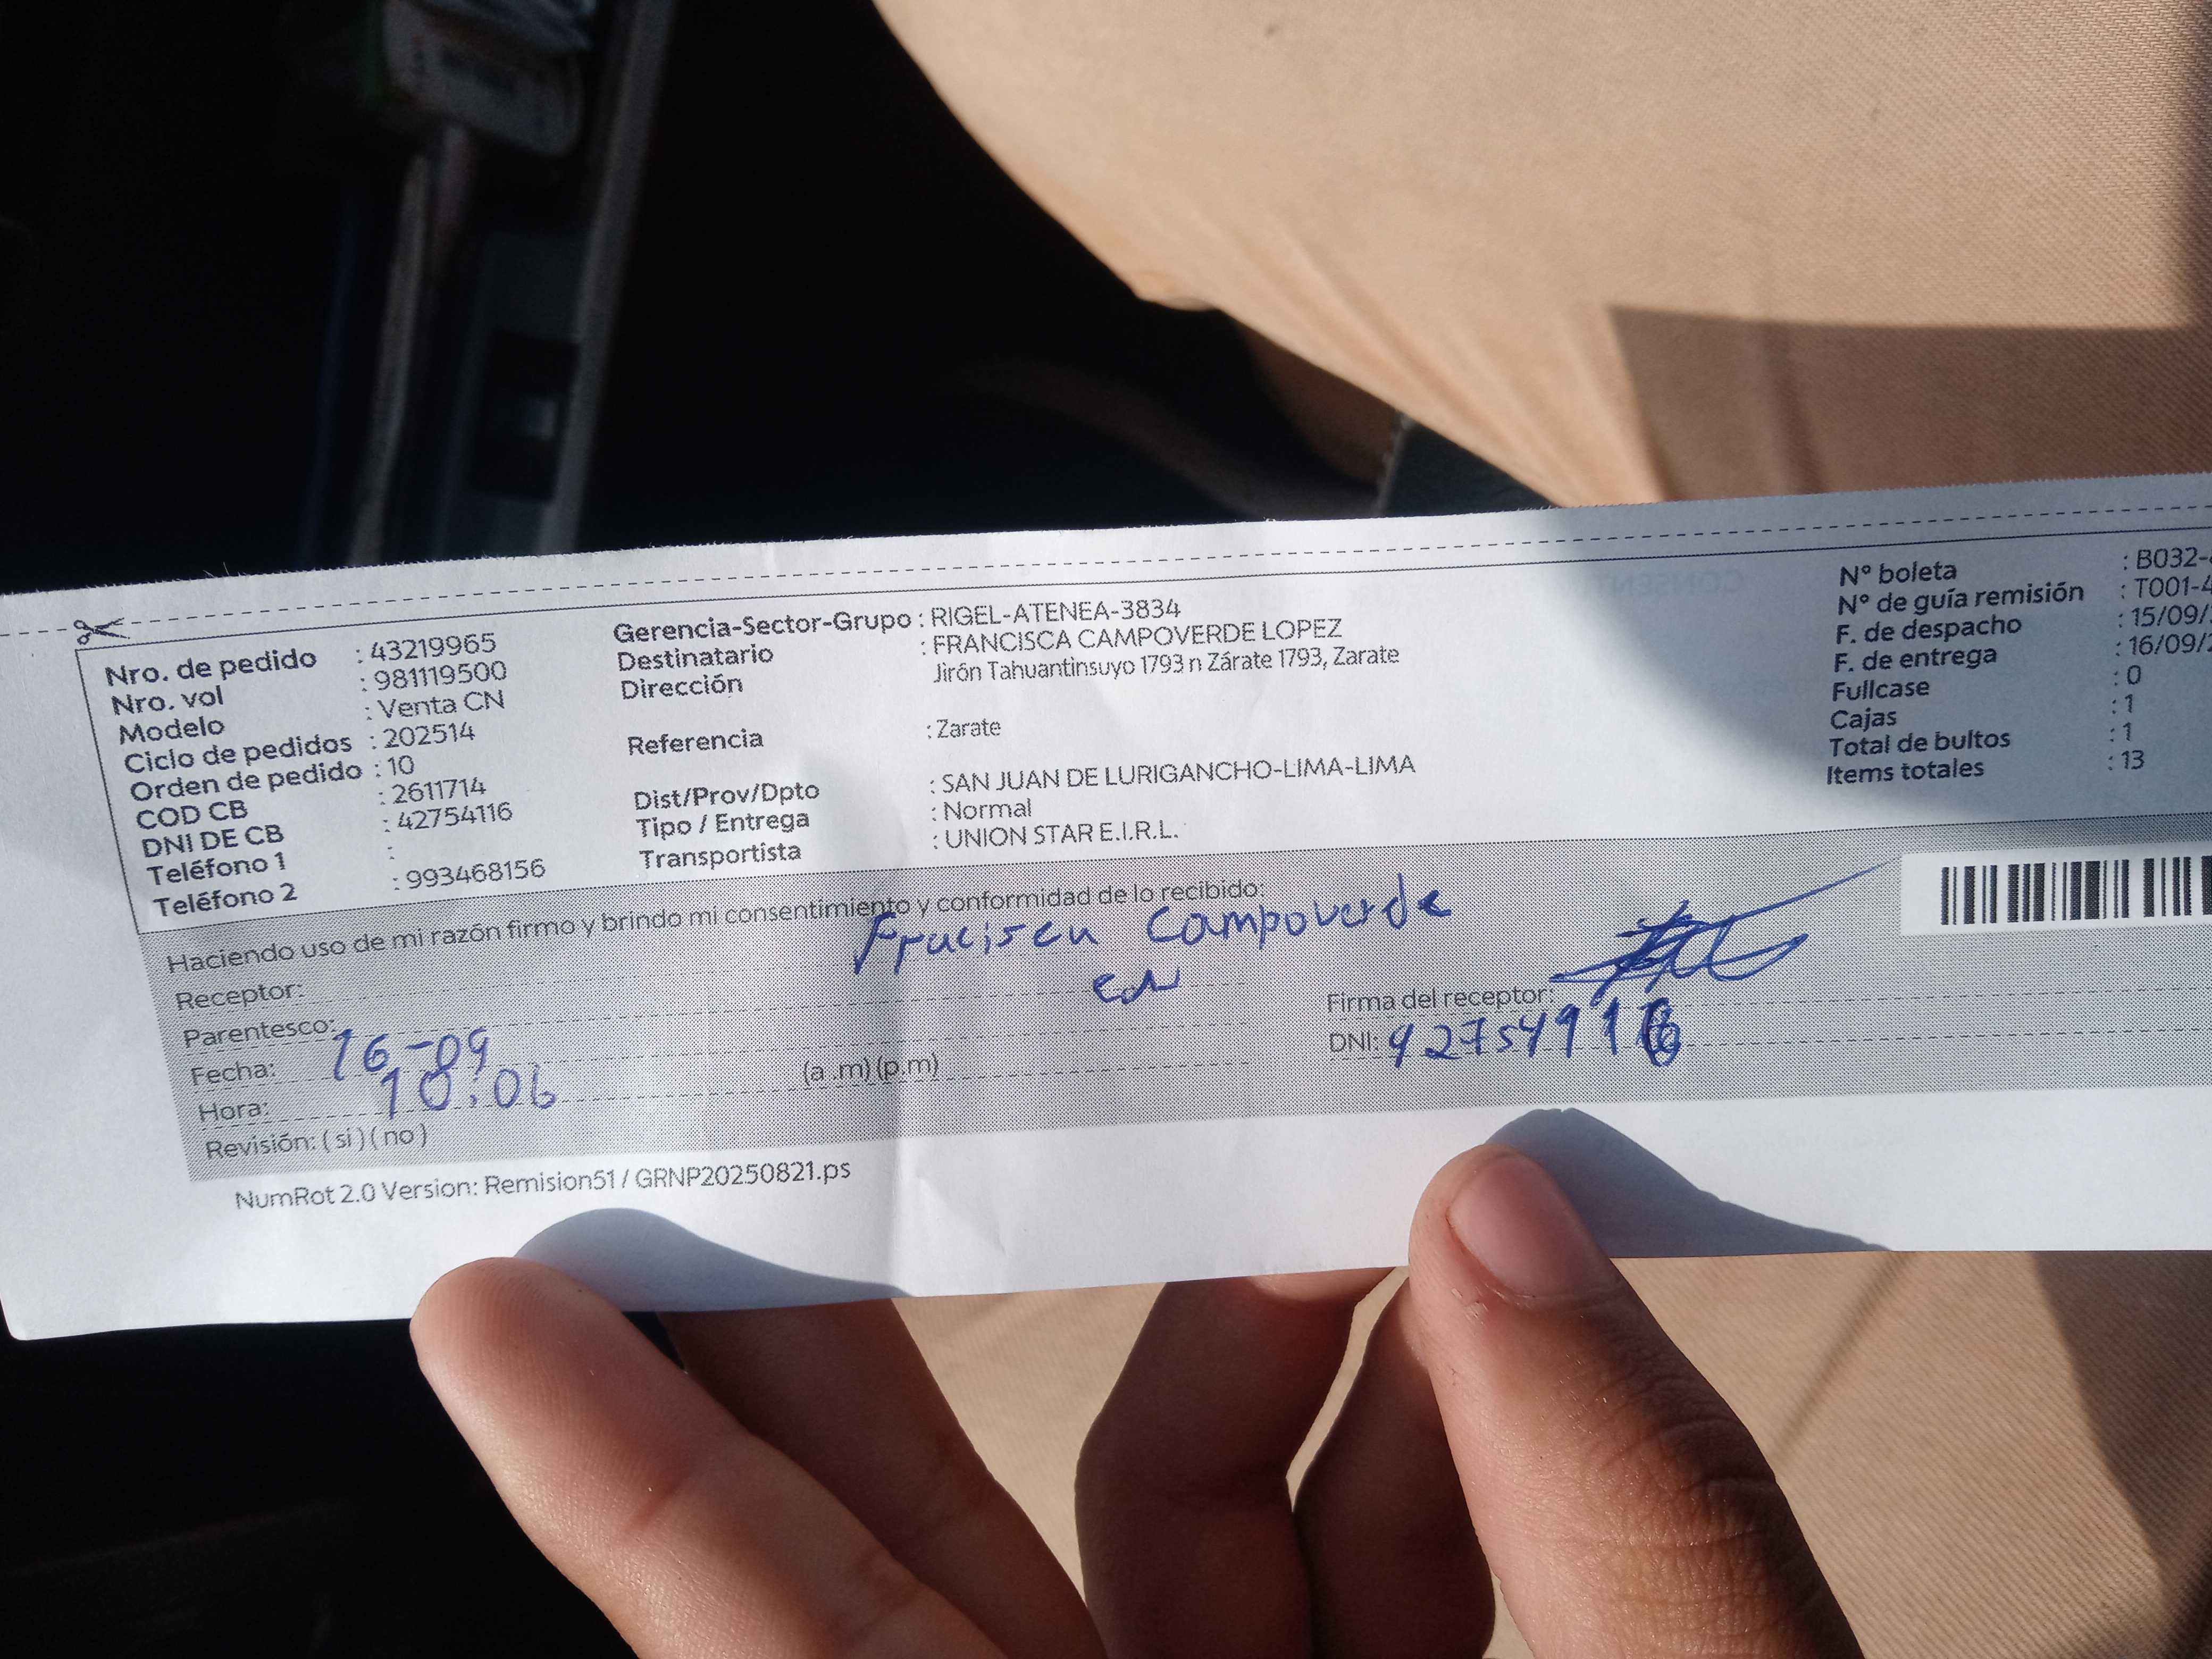 Nro. de pedido : 43219965
Nro. vol : 981119500
Modelo : Venta CN
Ciclo de pedidos : 202514
Orden de pedido : 10
COD CB : 2611714
DNI DE CB : 42754116
Teléfono 1 :
Teléfono 2 : 993468156
Gerencia-Sector-Grupo : RIGEL-ATENEA-3834
Destinatario : FRANCISCA CAMPOVERDE LOPEZ
Dirección Jirón Tahuantinsuyo 1793 n Zárate 1793, Zarate
Referencia : Zarate
Dist/Prov/Dpto : SAN JUAN DE LURIGANCHO-LIMA-LIMA
Tipo / Entrega : Normal
Transportista : UNION STAR E.I.R.L.
N° boleta : B032-
N° de guía remisión : T001-4
F. de despacho : 15/09/
F. de entrega : 16/09/2
Fullcase : 0
Cajas : 1
Total de bultos : 1
Items totales : 13
Haciendo uso de mi razón firmo y brindo mi consentimiento y conformidad de lo recibido:
Receptor: Campoverde
Parentesco:
Fecha: 16-09
Hora: 10:06 (a.m) (p.m)
Revisión: ( si ) ( no )
Firma del receptor:
DNI: 42754116
NumRot 2.0 Version: Remision51 / GRNP20250821.ps